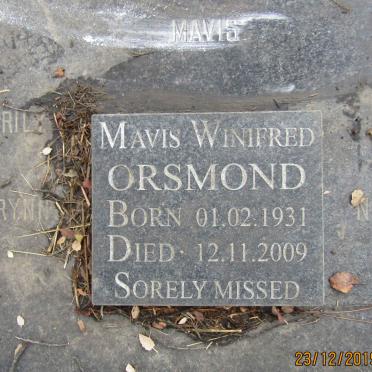 MAVIS
MAVIS WINIFRED
ORSMOND
BORN 01.02.1931
DIED · 12.11.2009
SORELY MISSED